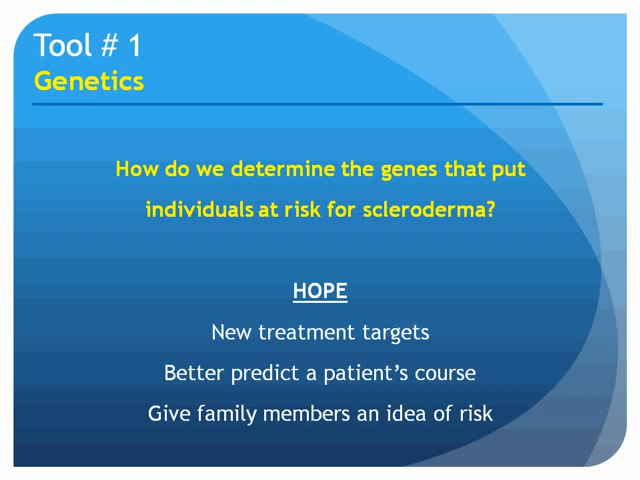 Tool # 1
Genetics
How do we determine the genes that put
individuals at risk for scleroderma?
HOPE
New treatment targets
Better predict a patient’s course
Give family members an idea of risk